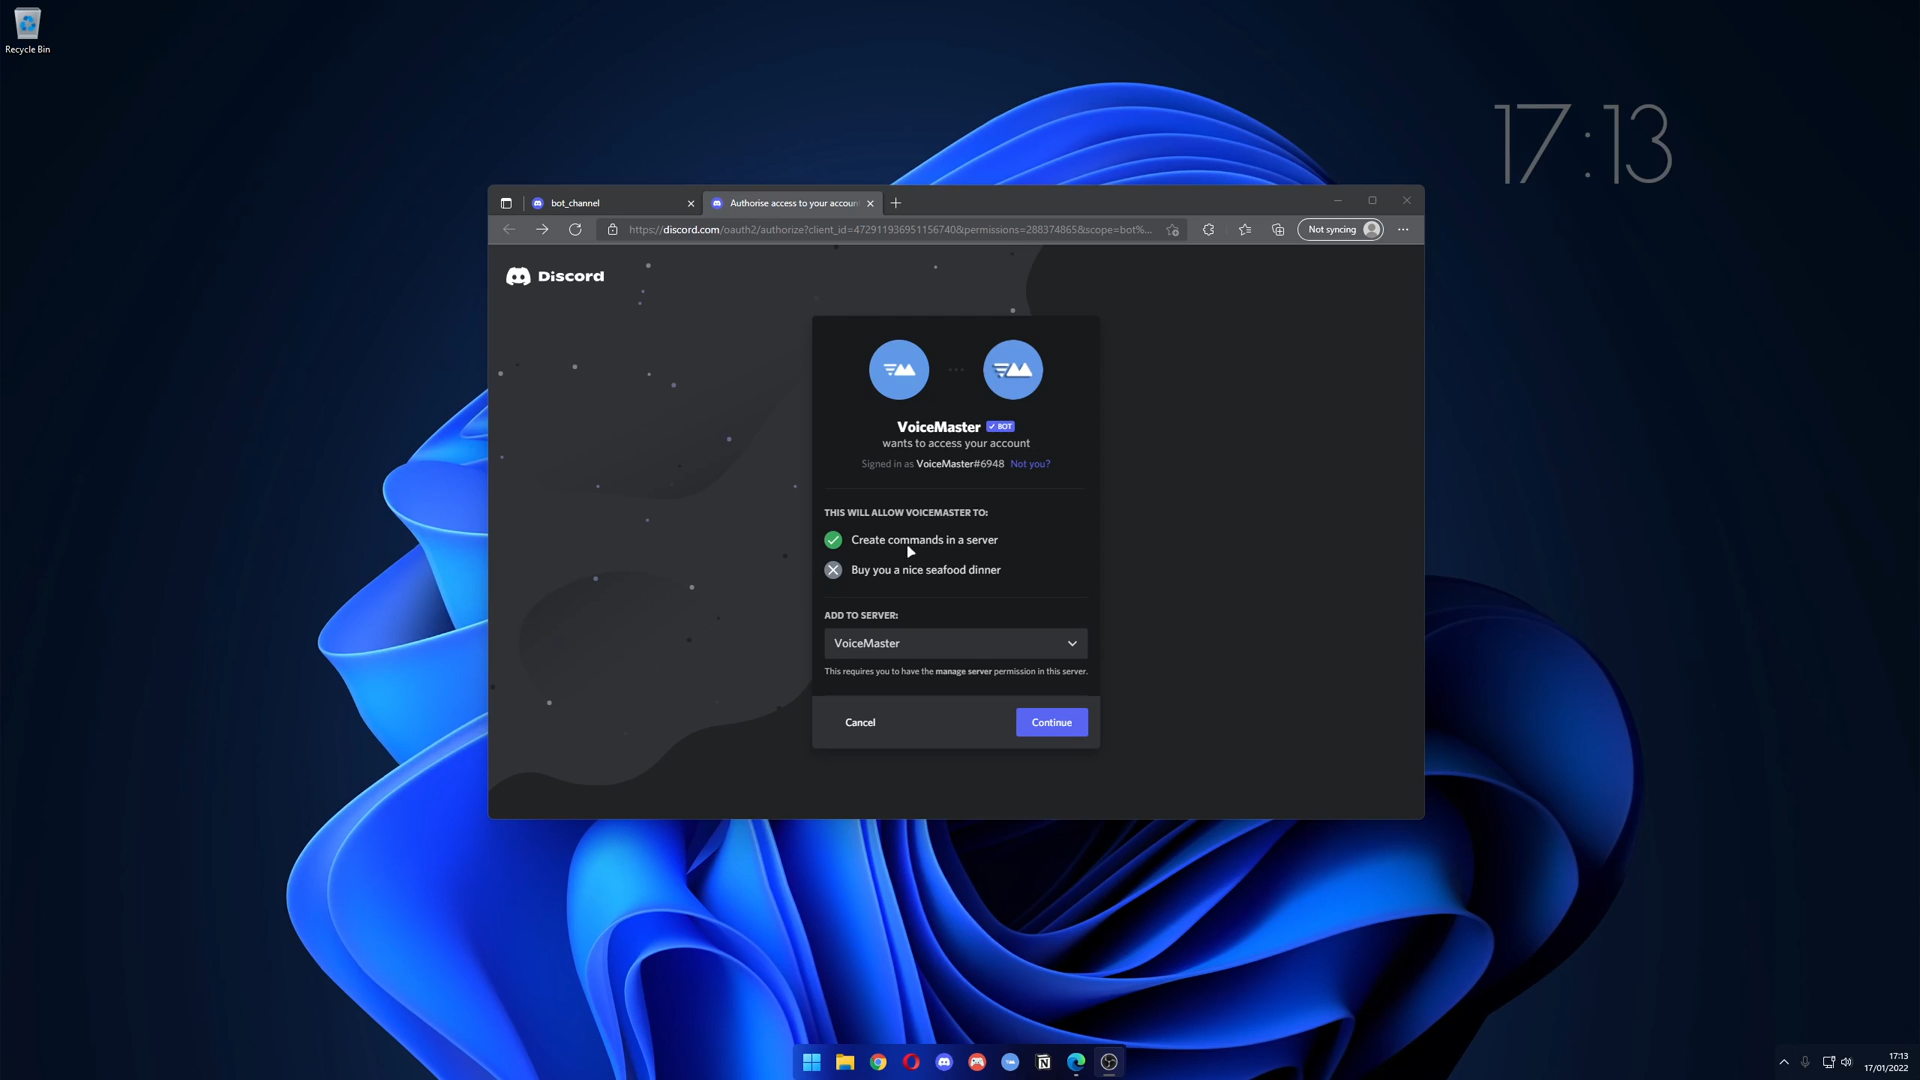 Recycle Bin
17:13
bot_channel
Authorise access to your accoun
https://discord.com/oauth2/authorize?client_id=472911936951156740&permissions=288374865&scope=bot%...
Not syncing
Discord
VoiceMaster ✓ BOT
wants to access your account
Signed in as VoiceMaster#6948 Not you?
THIS WILL ALLOW VOICEMASTER TO:
Create commands in a server
Buy you a nice seafood dinner
ADD TO SERVER:
VoiceMaster
This requires you to have the manage server permission in this server.
Cancel
Continue
17:13
17/01/2022